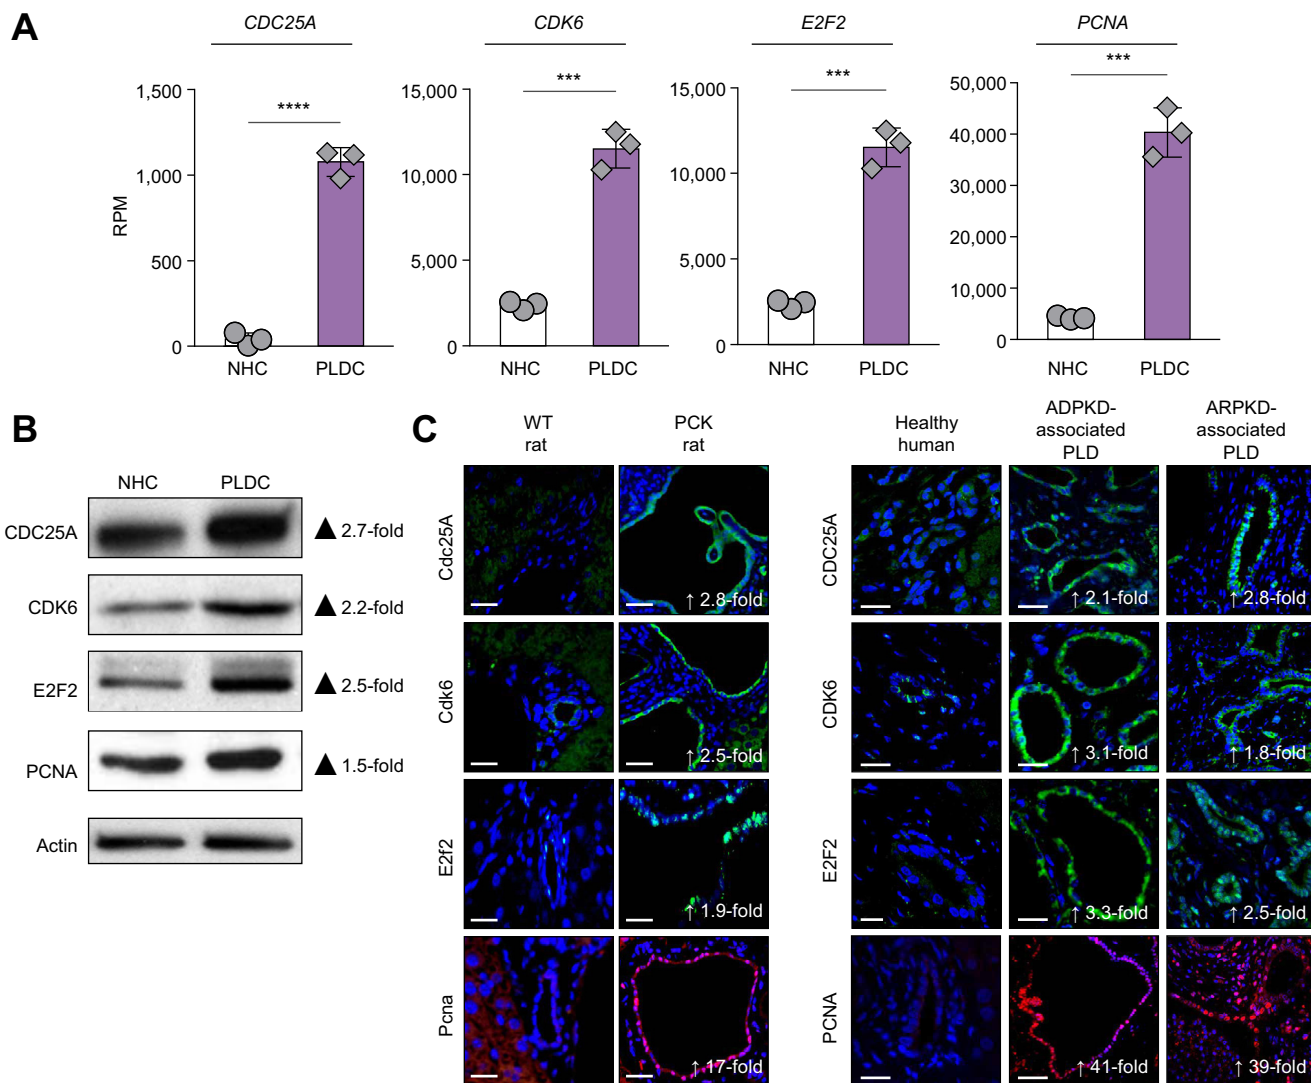 A
CDC25A
CDK6
E2F2
PCNA
RPM
1,500
1,000
500
0
****
NHC
PLDC
15,000
10,000
5,000
0
***
NHC
PLDC
15,000
10,000
5,000
0
***
NHC
PLDC
50,000
40,000
30,000
20,000
10,000
0
***
NHC
PLDC
B
NHC
PLDC
CDC25A
▲ 2.7-fold
CDK6
▲ 2.2-fold
E2F2
▲ 2.5-fold
PCNA
▲ 1.5-fold
Actin
C
WT
rat
PCK
rat
Healthy
human
ADPKD-
associated
PLD
ARPKD-
associated
PLD
Cdc25A
↑ 2.8-fold
CDC25A
↑ 2.1-fold
↑ 2.8-fold
Cdk6
↑ 2.5-fold
CDK6
↑ 3.1-fold
↑ 1.8-fold
E2f2
↑ 1.9-fold
E2F2
↑ 3.3-fold
↑ 2.5-fold
Pcna
↑ 17-fold
PCNA
↑ 41-fold
↑ 39-fold